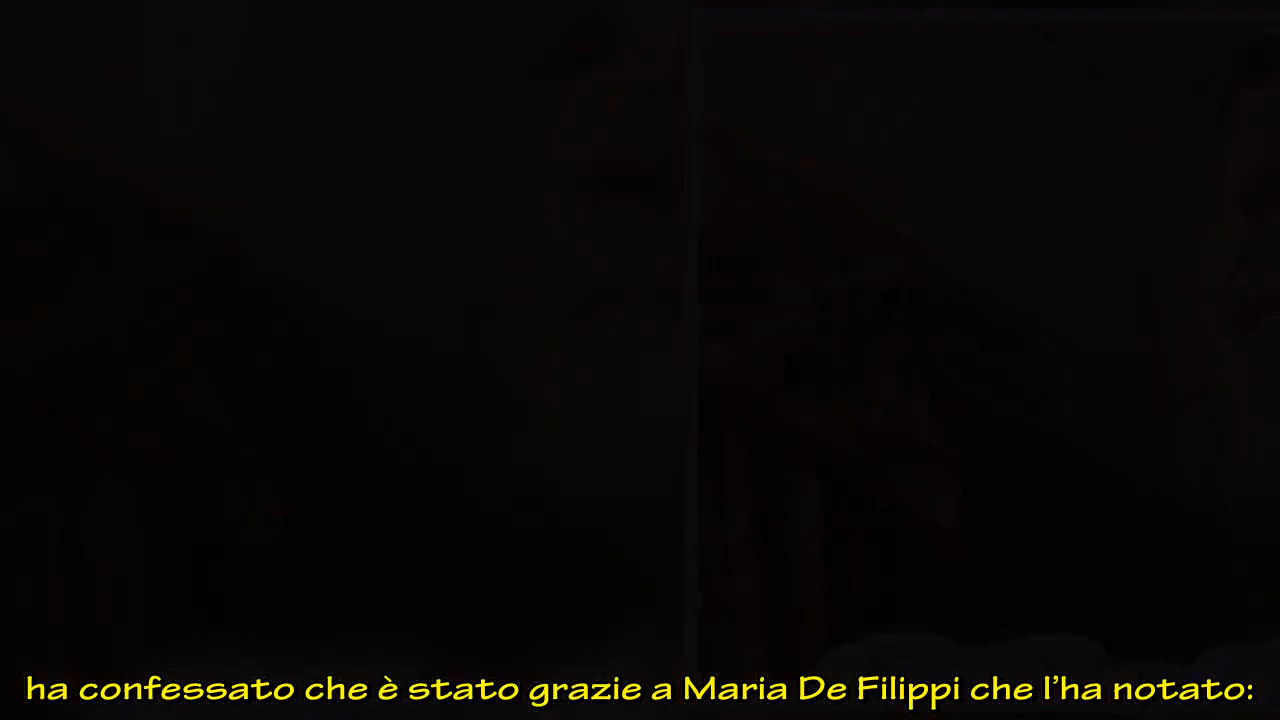 ha confessato che è stato grazie a Maria De Filippi che l’ha notato: